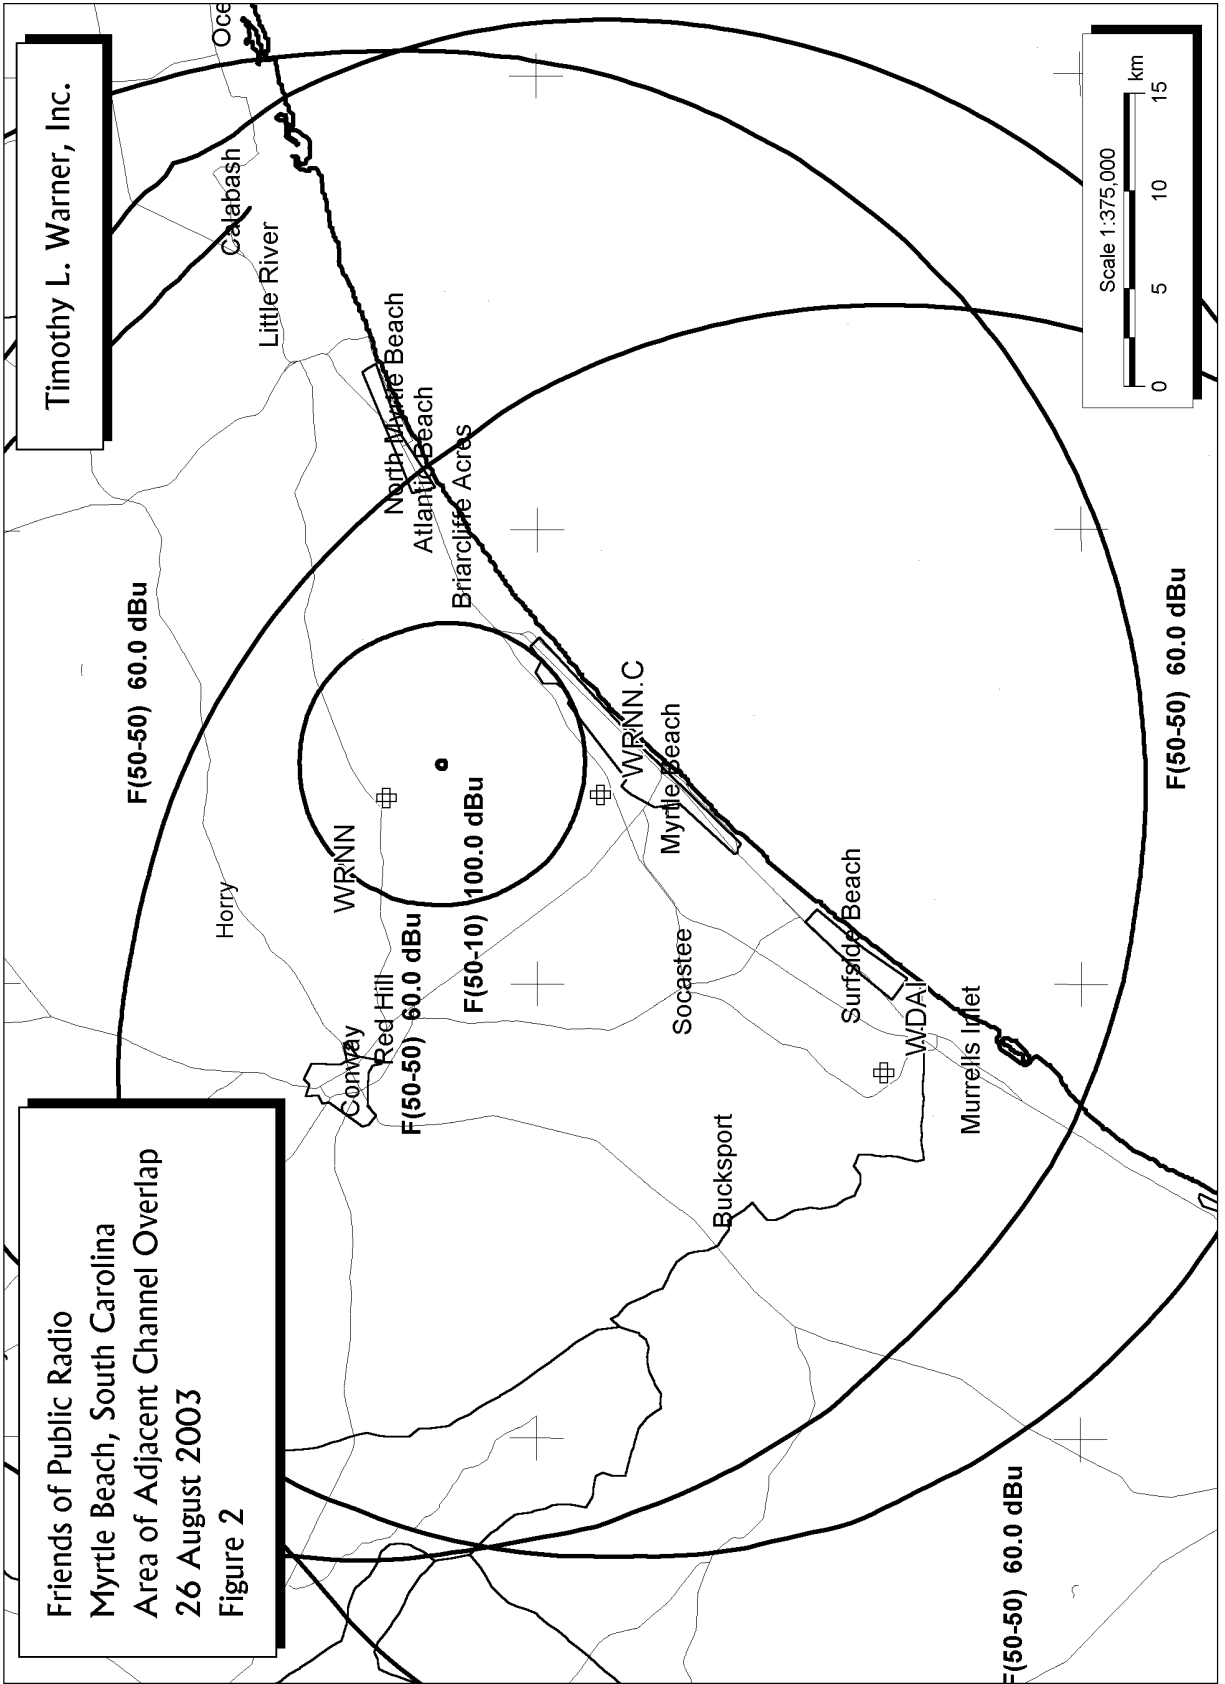 Friends of Public Radio
Myrtle Beach, South Carolina
Area of Adjacent Channel Overlap
26 August 2003
Figure 2
Timothy L. Warner, Inc.
F(50-50) 60.0 dBu
Horry
Calabash
Little River
North Myrtle Beach
Atlantic Beach
Briarcliffe Acres
WRNN
Conway
Red Hill
F(50-50) 60.0 dBu
F(50-10) 100.0 dBu
WRNN.C
Myrtle Beach
Socastee
Surfside Beach
Bucksport
WDAI
Murrells Inlet
F(50-50) 60.0 dBu
F(50-50) 60.0 dBu
Scale 1:375,000
0 5 10 15
km